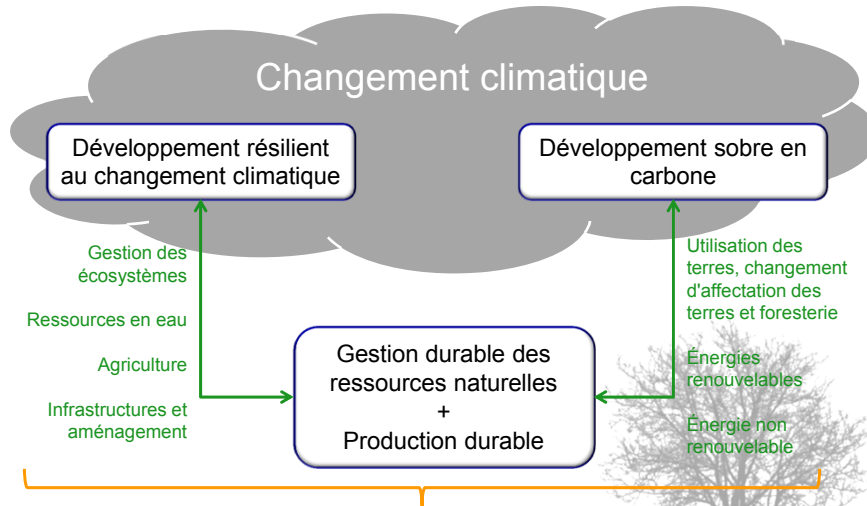 Changement climatique
Développement résilient
au changement climatique
Développement sobre en
carbone
Gestion des
écosystèmes
Ressources en eau
Agriculture
Infrastructures et
aménagement
Utilisation des
terres, changement
d'affectation des
terres et foresterie
Énergies
renouvelables
Énergie non
renouvelable
Gestion durable des
ressources naturelles
+
Production durable